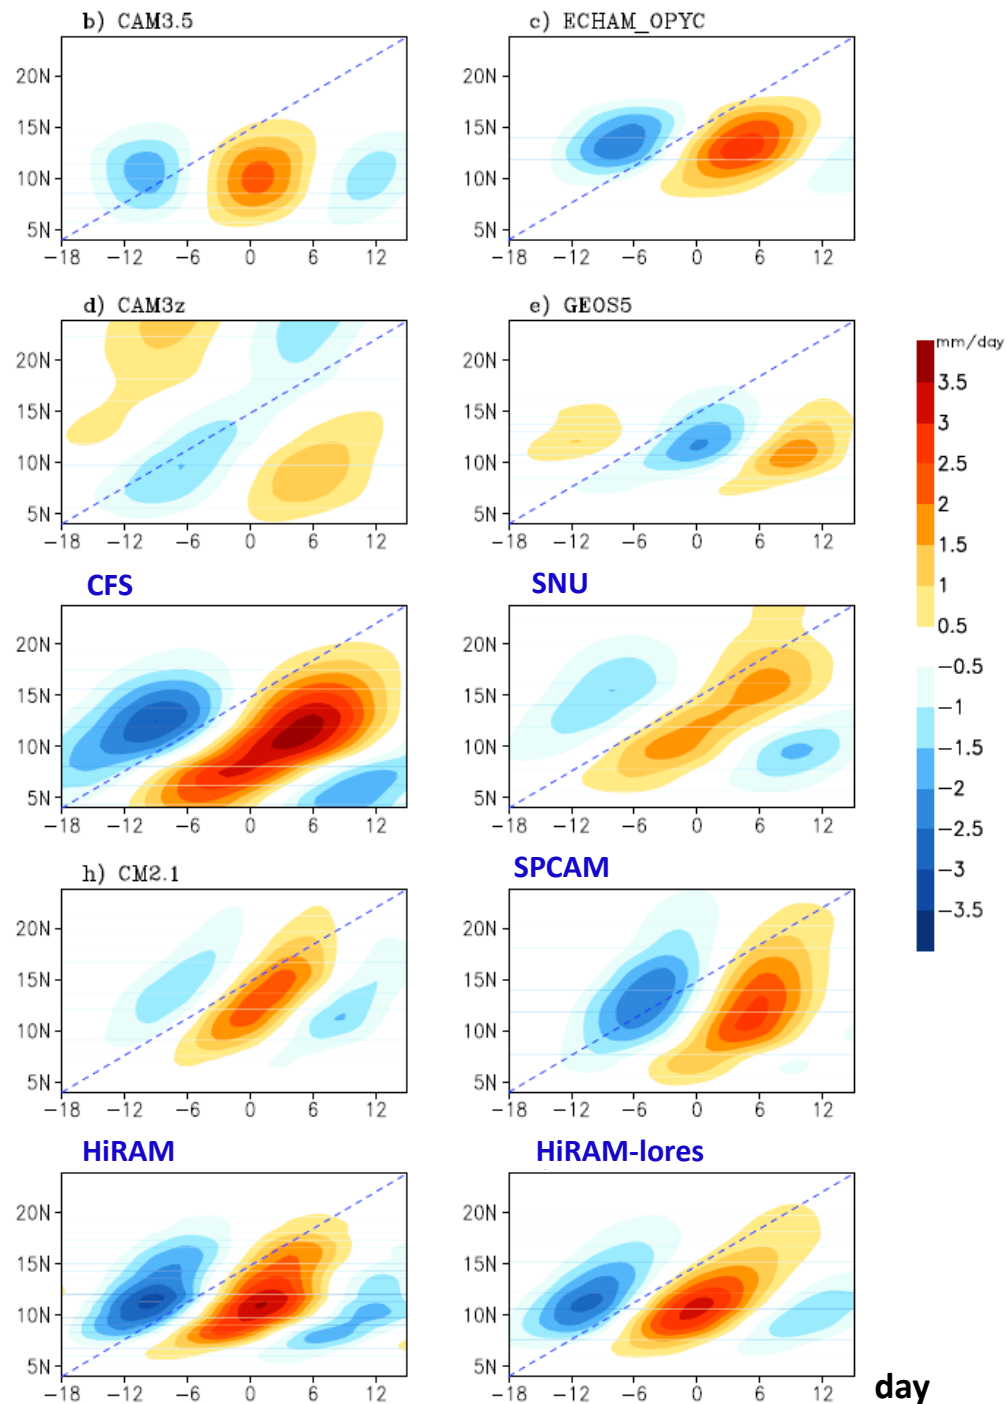 b) CAM3.5
c) ECHAM_OPYC
20N
15N
10N
5N
-18 -12 -6 0 6 12
20N
15N
10N
5N
-18 -12 -6 0 6 12
d) CAM3z
e) GEOS5
20N
15N
10N
5N
-18 -12 -6 0 6 12
20N
15N
10N
5N
-18 -12 -6 0 6 12
mm/day
3.5
3
2.5
2
1.5
1
0.5
-0.5
-1
-1.5
-2
-2.5
-3
-3.5
CFS
SNU
20N
15N
10N
5N
-18 -12 -6 0 6 12
20N
15N
10N
5N
-18 -12 -6 0 6 12
h) CM2.1
SPCAM
20N
15N
10N
5N
-18 -12 -6 0 6 12
20N
15N
10N
5N
-18 -12 -6 0 6 12
HiRAM
HiRAM-lores
20N
15N
10N
5N
-18 -12 -6 0 6 12
20N
15N
10N
5N
-18 -12 -6 0 6 12
day